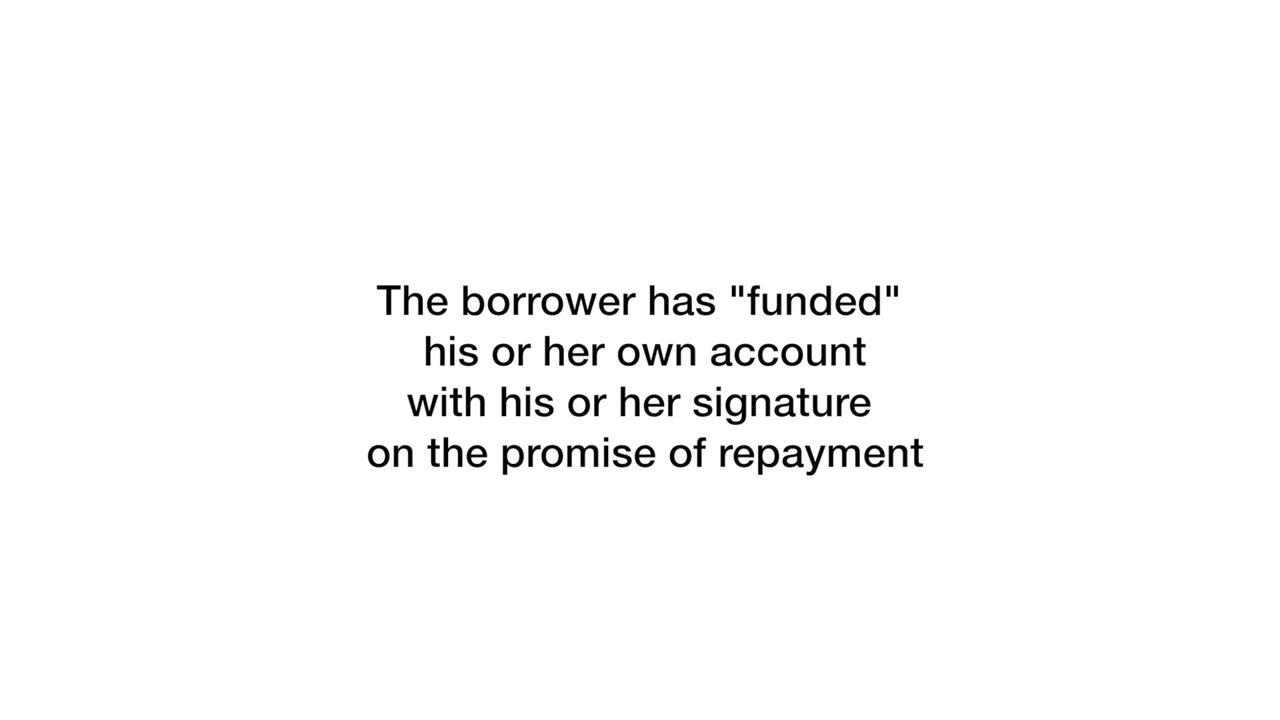 The borrower has "funded"
his or her own account
with his or her signature
on the promise of repayment